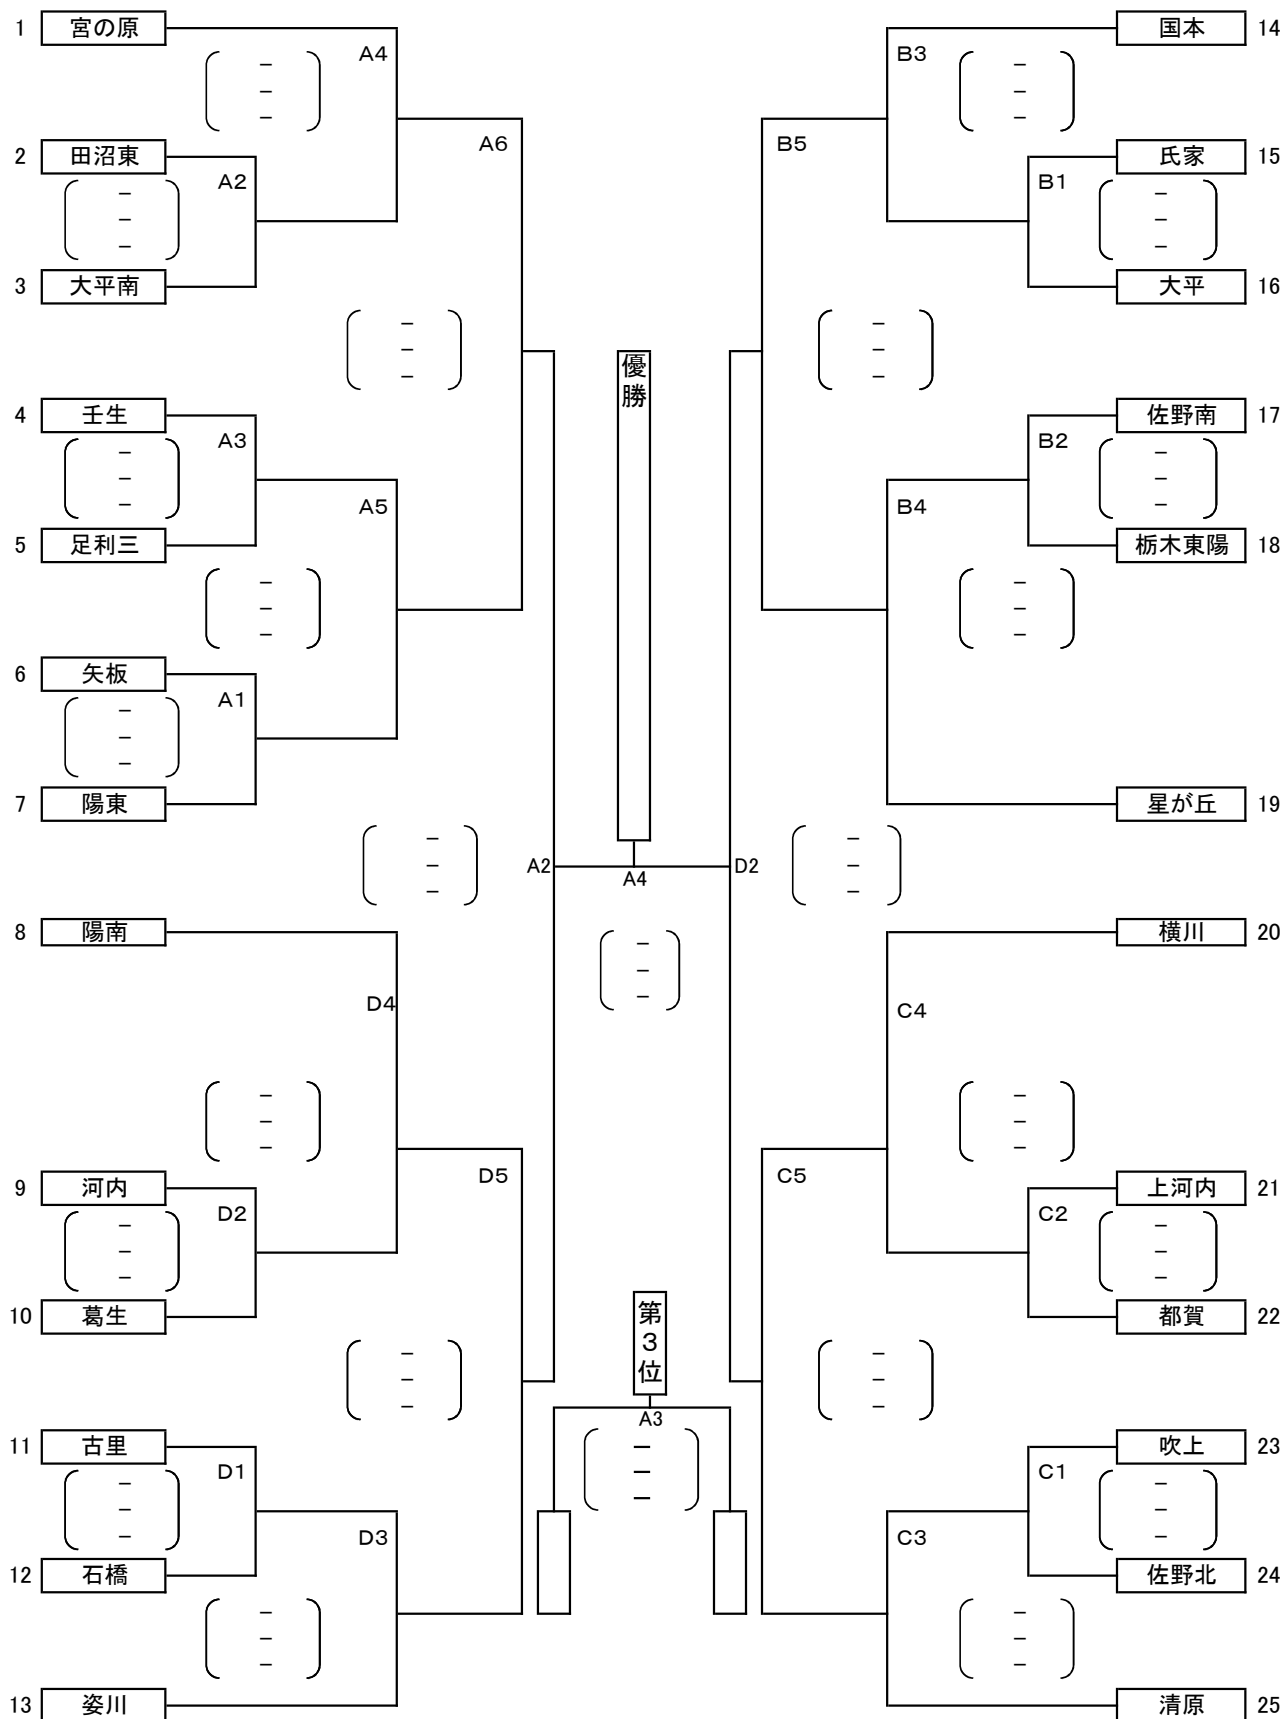 1 宮の原
A4
－
－
－
A6
2 田沼東
A2
－
－
－
3 大平南
－
－
－
4 壬生
A3
－
－
－
5 足利三
A5
－
－
－
6 矢板
A1
－
－
－
7 陽東
－
－
－
A2
8 陽南
D4
－
－
－
D5
9 河内
D2
－
－
－
10 葛生
－
－
－
11 古里
D1
－
－
－
12 石橋
D3
－
－
－
13 姿川
優勝
A4
－
－
－
第3位
A3
－
－
－
国本 14
B3
－
－
－
B5
氏家 15
B1
－
－
－
大平 16
－
－
－
佐野南 17
B2
－
－
－
栃木東陽 18
B4
－
－
－
星が丘 19
D2
－
－
－
横川 20
C4
－
－
－
C5
上河内 21
C2
－
－
－
都賀 22
－
－
－
吹上 23
C1
－
－
－
佐野北 24
C3
－
－
－
清原 25